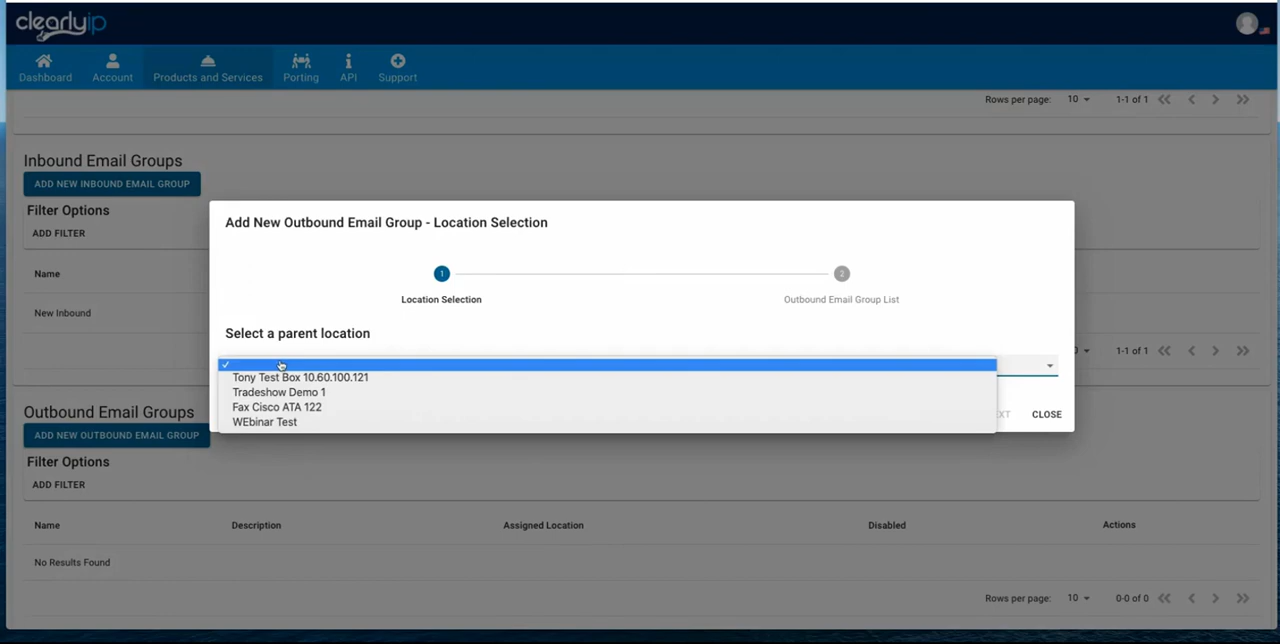 clearlyip
Dashboard Account Products and Services Porting API Support
Rows per page: 10 1-1 of 1
Inbound Email Groups
ADD NEW INBOUND EMAIL GROUP
Filter Options
ADD FILTER
Name
New Inbound
1-1 of 1
Add New Outbound Email Group - Location Selection
1 2
Location Selection Outbound Email Group List
Select a parent location
Tony Test Box 10.60.100.121
Tradeshow Demo 1
Fax Cisco ATA 122
WEbinar Test
CLOSE
Outbound Email Groups
ADD NEW OUTBOUND EMAIL GROUP
Filter Options
ADD FILTER
Name Description Assigned Location Disabled Actions
No Results Found
Rows per page: 10 0-0 of 0